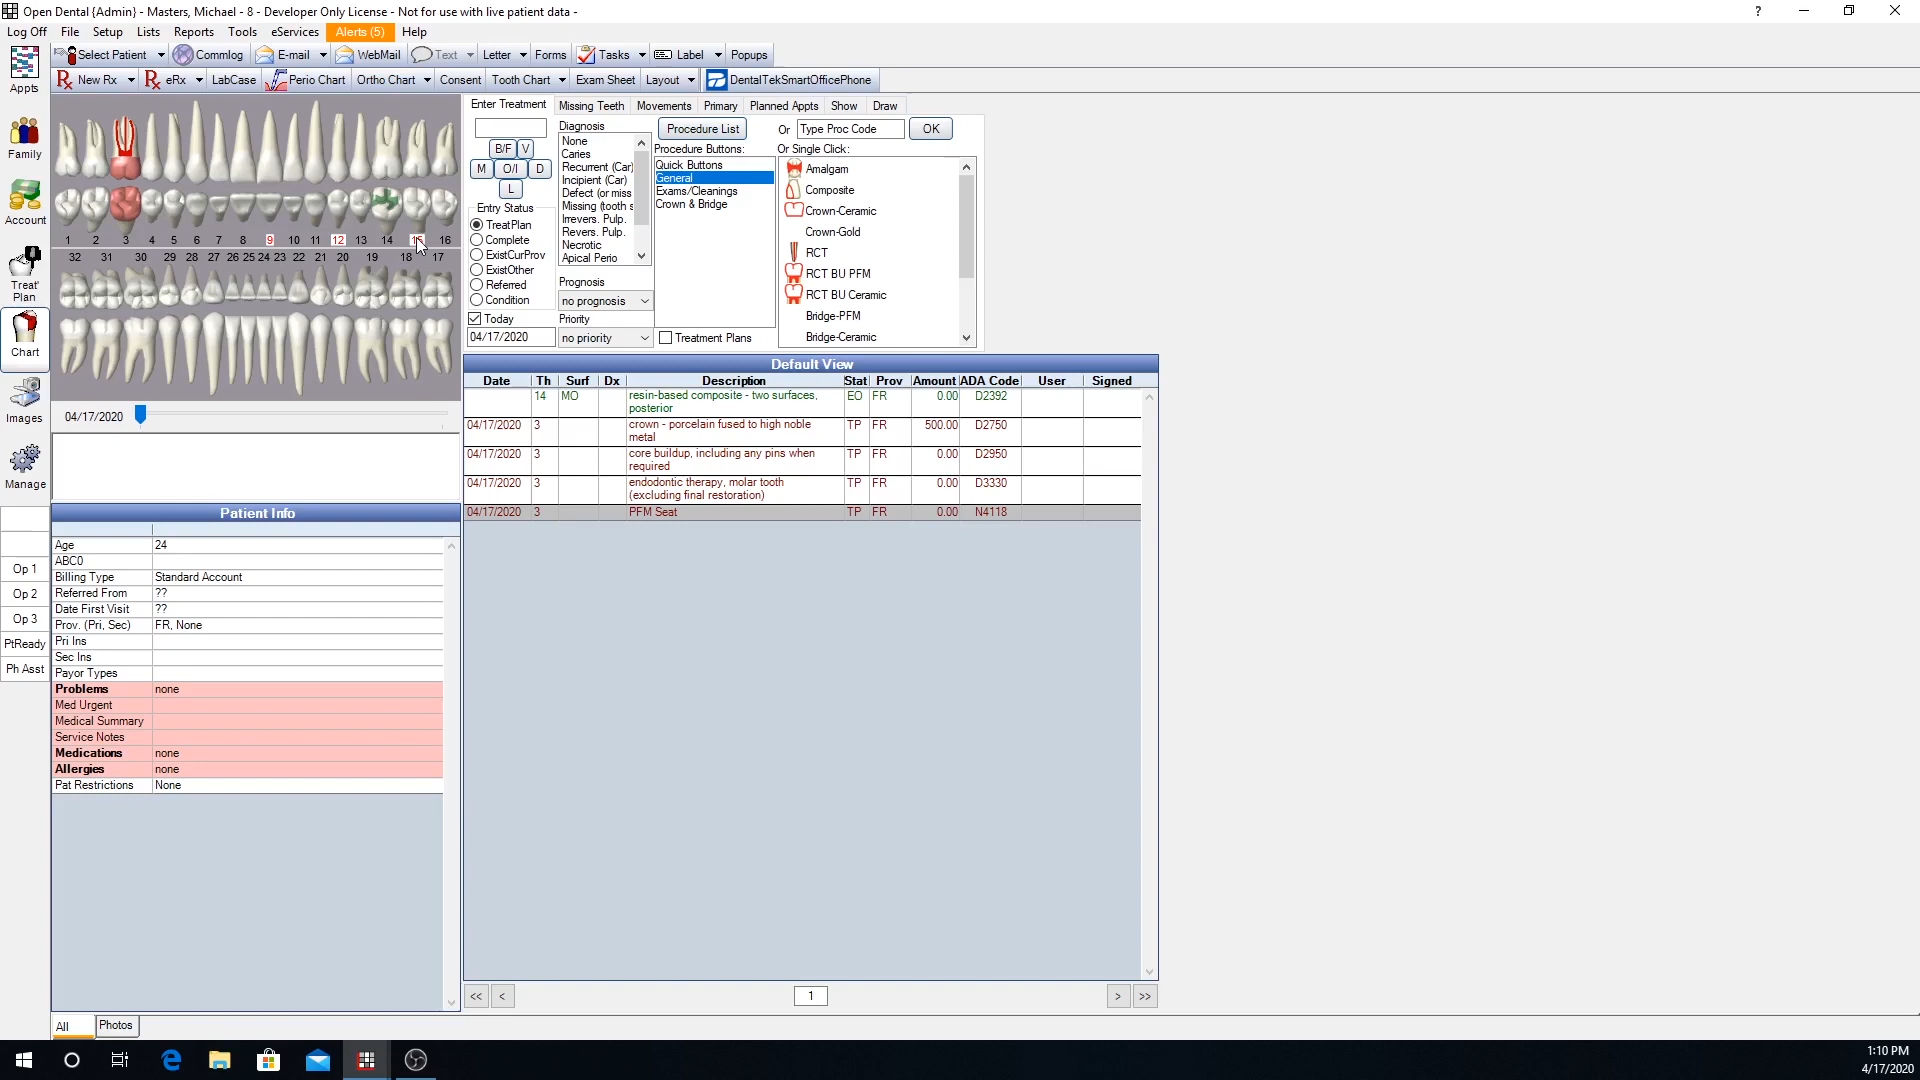 Open Dental {Admin} - Masters, Michael - 8 - Developer Only License - Not for use with live patient data -
?
Log Off File Setup Lists Reports Tools eServices Alerts (5) Help
Select Patient Commlog E-mail WebMail Text Letter Forms Tasks Label Popups
New Rx eRx LabCase Perio Chart Ortho Chart Consent Tooth Chart Exam Sheet Layout DentalTekSmartOfficePhone
Appts
Family
Account
Treat'
Plan
Chart
Images
Manage
Op 1
Op 2
Op 3
PtReady
Ph Asst
1 2 3 4 5 6 7 8 9 10 11 12 13 14 15 16
32 31 30 29 28 27 26 25 24 23 22 21 20 19 18 17
04/17/2020
Enter Treatment Missing Teeth Movements Primary Planned Appts Show Draw
B/F V
M O/I D
L
Entry Status
TreatPlan
Complete
ExistCurProv
ExistOther
Referred
Condition
Today
04/17/2020
Diagnosis
None
Caries
Recurrent (Car)
Incipient (Car)
Defect (or miss
Missing (tooth s
Irrevers. Pulp.
Revers. Pulp.
Necrotic
Apical Perio
Prognosis
no prognosis
Priority
no priority
Procedure List
Procedure Buttons:
Quick Buttons
General
Exams/Cleanings
Crown & Bridge
Treatment Plans
Or Type Proc Code OK
Or Single Click:
Amalgam
Composite
Crown-Ceramic
Crown-Gold
RCT
RCT BU PFM
RCT BU Ceramic
Bridge-PFM
Bridge-Ceramic
Default View
Date Th Surf Dx Description Stat Prov Amount ADA Code User Signed
14 MO resin-based composite - two surfaces, EO FR 0.00 D2392
posterior
04/17/2020 3 crown - porcelain fused to high noble TP FR 500.00 D2750
metal
04/17/2020 3 core buildup, including any pins when TP FR 0.00 D2950
required
04/17/2020 3 endodontic therapy, molar tooth TP FR 0.00 D3330
(excluding final restoration)
04/17/2020 3 PFM Seat TP FR 0.00 N4118
<< < 1 > >>
Patient Info
Age 24
ABC0
Billing Type Standard Account
Referred From ??
Date First Visit ??
Prov. (Pri, Sec) FR, None
Pri Ins
Sec Ins
Payor Types
Problems none
Med Urgent
Medical Summary
Service Notes
Medications none
Allergies none
Pat Restrictions None
All Photos
1:10 PM
4/17/2020